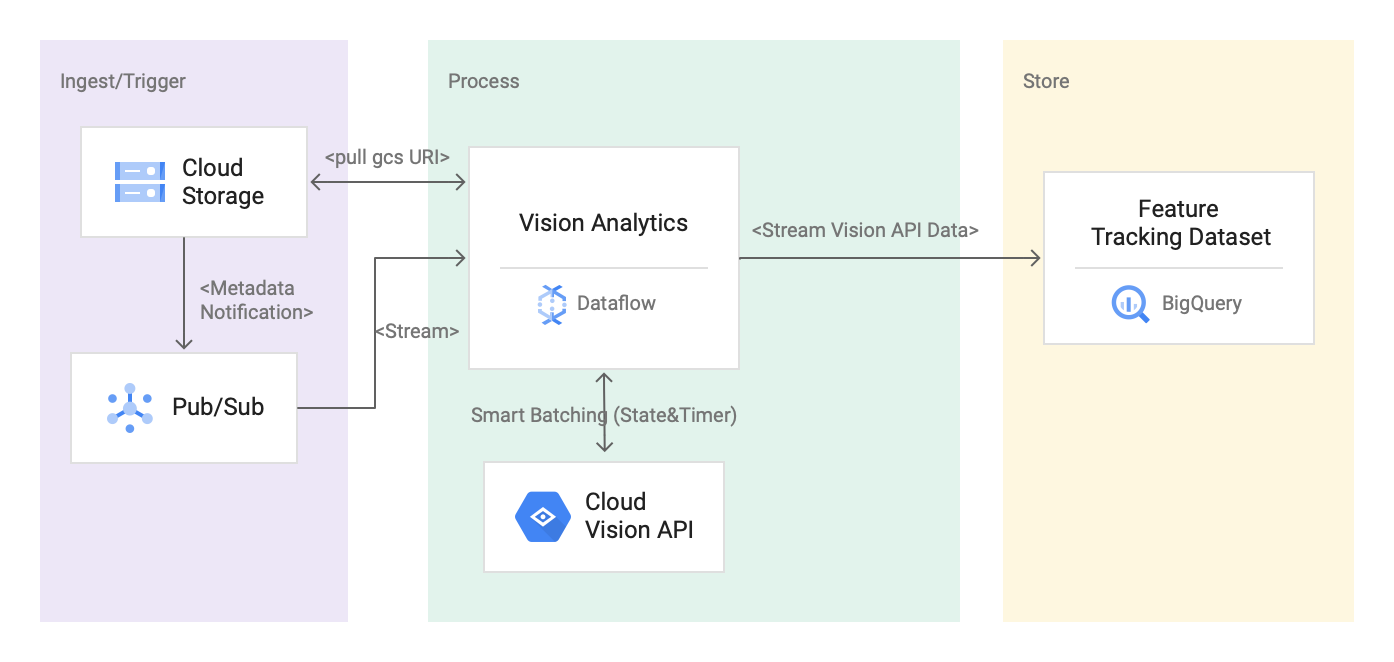 Ingest/Trigger
Cloud
Storage
<Metadata
Notification>
Pub/Sub
<pull gcs URI>
<Stream>
Process
Vision Analytics
Dataflow
Smart Batching (State&Timer)
Cloud
Vision API
<Stream Vision API Data>
Store
Feature
Tracking Dataset
BigQuery